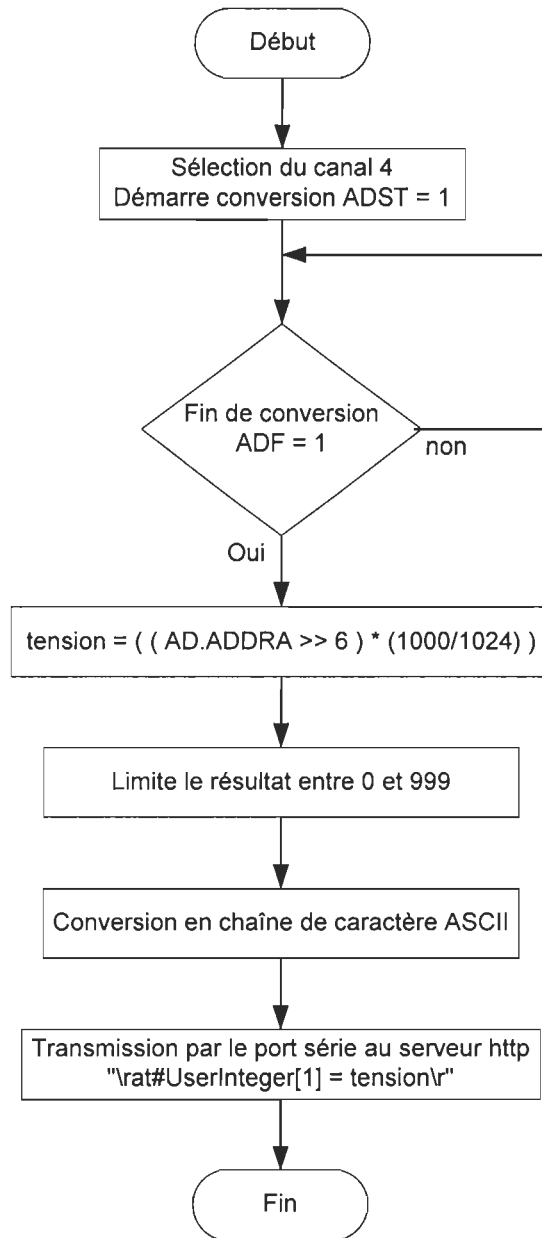 Début
Sélection du canal 4
Démarre conversion ADST = 1
Fin de conversion
ADF = 1
non
Oui
tension = ( ( AD.ADDRA >> 6 ) * (1000/1024) )
Limite le résultat entre 0 et 999
Conversion en chaîne de caractère ASCII
Transmission par le port série au serveur http
"\rat#UserInteger[1] = tension\r"
Fin